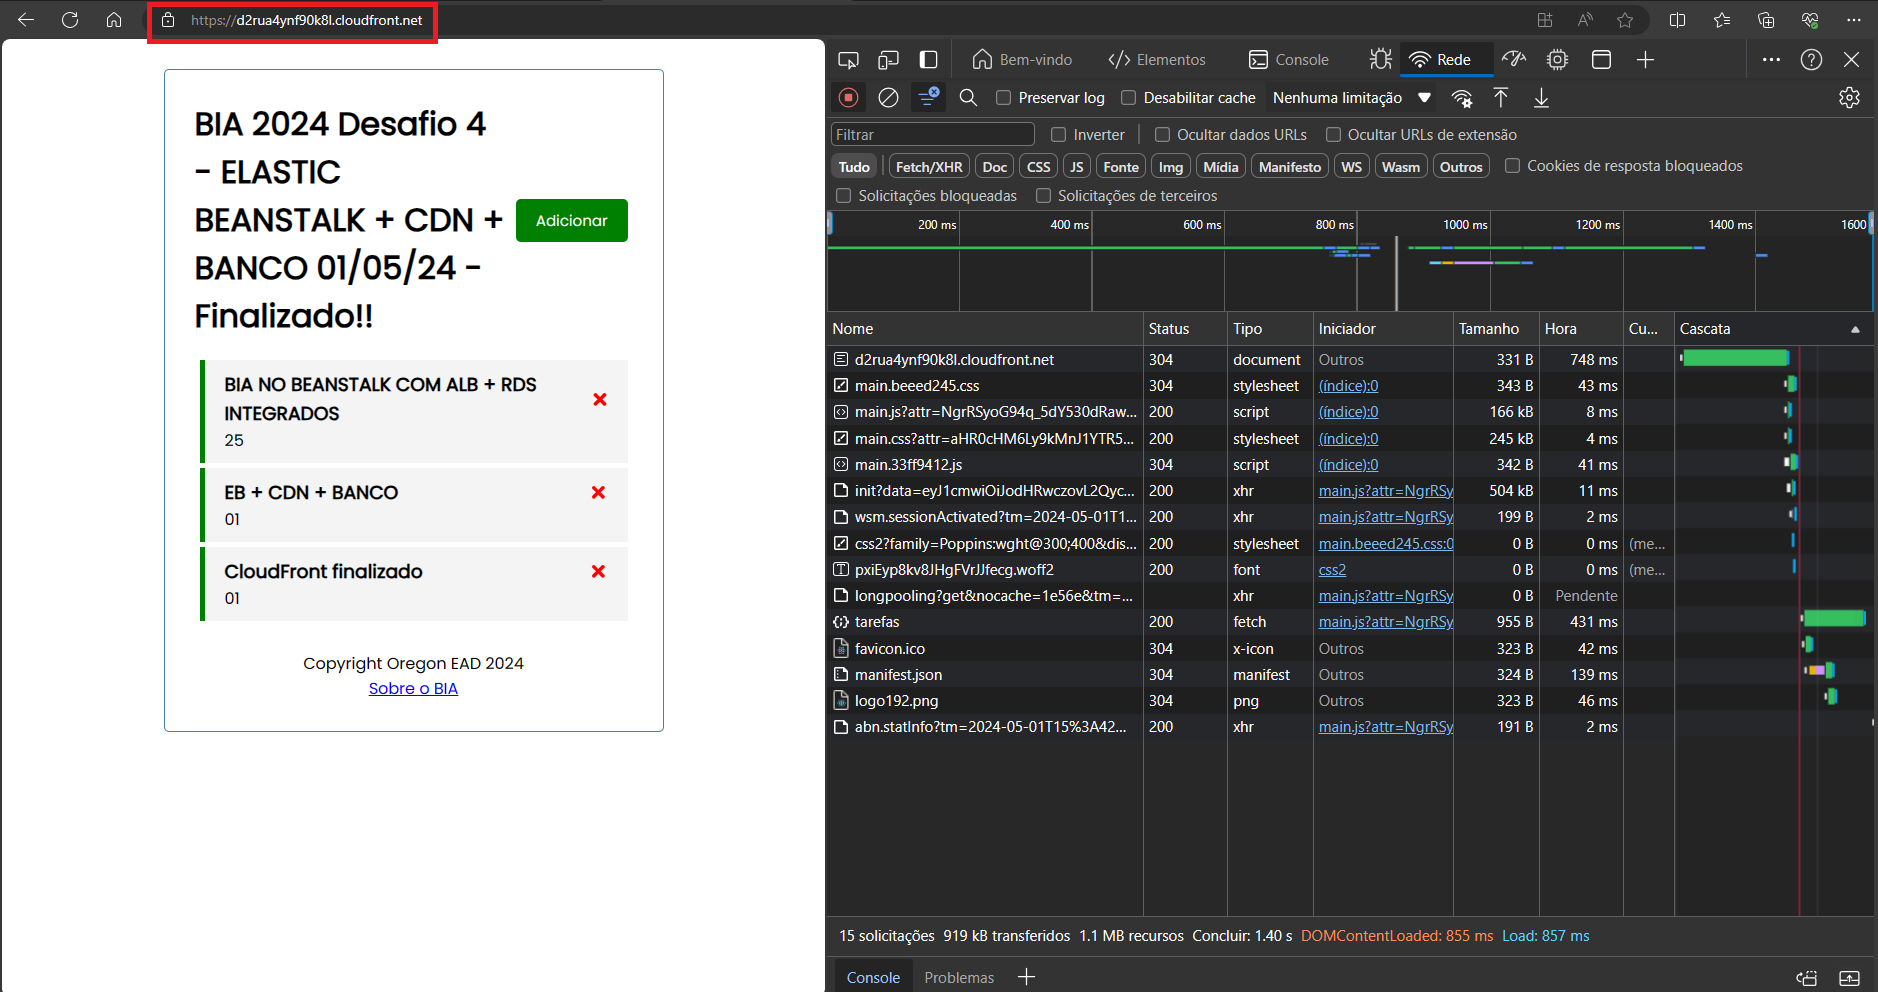 https://d2rua4ynf90k8l.cloudfront.net
BIA 2024 Desafio 4
- ELASTIC
BEANSTALK + CDN +
BANCO 01/05/24 -
Finalizado!!
Adicionar
BIA NO BEANSTALK COM ALB + RDS
INTEGRADOS
25
EB + CDN + BANCO
01
CloudFront finalizado
01
Copyright Oregon EAD 2024
Sobre o BIA
Bem-vindo Elementos Console Rede
Preservar log Desabilitar cache Nenhuma limitação
Filtrar Inverter Ocultar dados URLs Ocultar URLs de extensão
Tudo Fetch/XHR Doc CSS JS Fonte Img Mídia Manifesto WS Wasm Outros Cookies de resposta bloqueados
Solicitações bloqueadas Solicitações de terceiros
200 ms 400 ms 600 ms 800 ms 1000 ms 1200 ms 1400 ms 1600
Nome Status Tipo Iniciador Tamanho Hora Cu... Cascata
d2rua4ynf90k8l.cloudfront.net 304 document Outros 331 B 748 ms
main.beeed245.css 304 stylesheet (índice):0 343 B 43 ms
main.js?attr=NgrRSyoG94q_5dY530dRaw... 200 script (índice):0 166 kB 8 ms
main.css?attr=aHR0cHM6Ly9kMnJ1YTR5... 200 stylesheet (índice):0 245 kB 4 ms
main.33ff9412.js 304 script (índice):0 342 B 41 ms
init?data=eyJ1cmwiOiJodHRwczovL2Qyc... 200 xhr main.js?attr=NgrRSy 504 kB 11 ms
wsm.sessionActivated?tm=2024-05-01T1... 200 xhr main.js?attr=NgrRSy 199 B 2 ms
css2?family=Poppins:wght@300;400&dis... 200 stylesheet main.beeed245.css:0 0 B 0 ms (me...
pxiEyp8kv8JHgFVrJJfecg.woff2 200 font css2 0 B 0 ms (me...
longpooling?get&nocache=1e56e&tm=... xhr main.js?attr=NgrRSy 0 B Pendente
tarefas 200 fetch main.js?attr=NgrRSy 955 B 431 ms
favicon.ico 304 x-icon Outros 323 B 42 ms
manifest.json 304 manifest Outros 324 B 139 ms
logo192.png 304 png Outros 323 B 46 ms
abn.statInfo?tm=2024-05-01T15%3A42... 200 xhr main.js?attr=NgrRSy 191 B 2 ms
15 solicitações 919 kB transferidos 1.1 MB recursos Concluir: 1.40 s DOMContentLoaded: 855 ms Load: 857 ms
Console Problemas